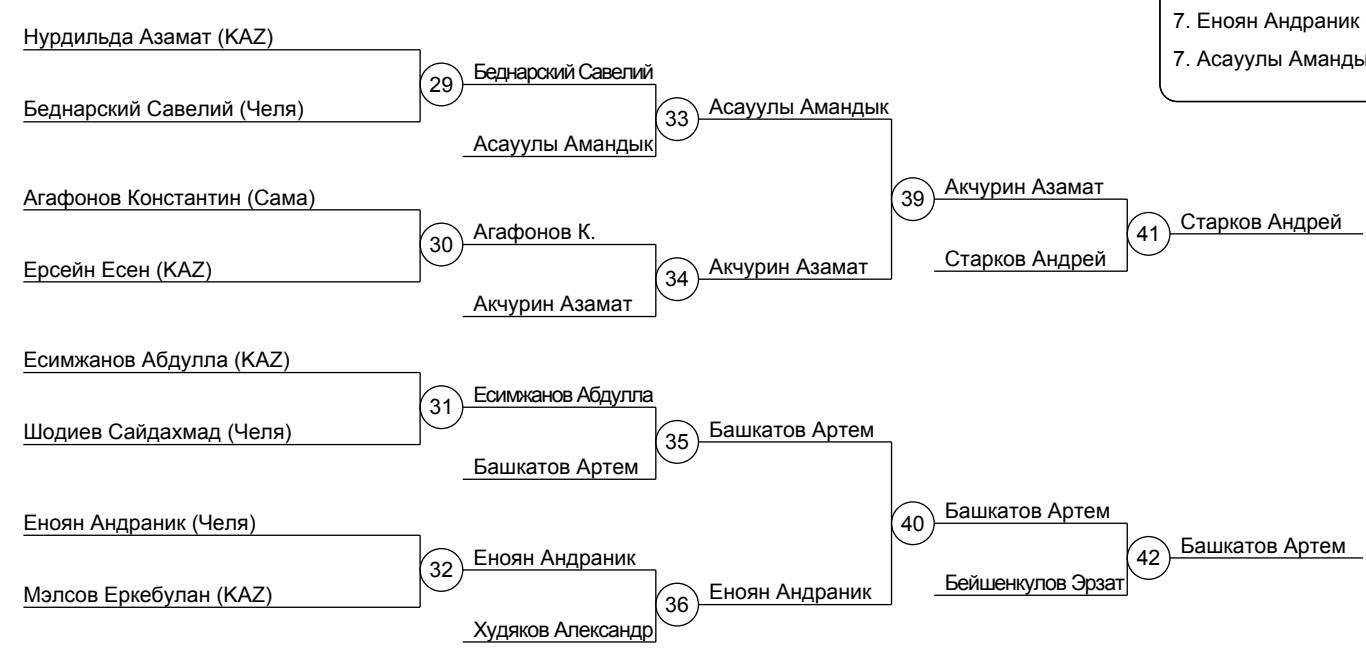 7. Еноян Андраник
Нурдильда Азамат (KAZ)
7. Асауулы Аманды
Беднарский Савелий
29
Беднарский Савелий (Челя)
Асауулы Амандык
33
Асауулы Амандык
Акчурин Азамат
Агафонов Константин (Сама)
39
Старков Андрей
Агафонов К.
41
30
Старков Андрей
Ерсейн Есен (KAZ)
Акчурин Азамат
34
Акчурин Азамат
Есимжанов Абдулла (KAZ)
Есимжанов Абдулла
31
Шодиев Сайдахмад (Челя)
Башкатов Артем
35
Башкатов Артем
Башкатов Артем
Еноян Андраник (Челя)
40
Башкатов Артем
Еноян Андраник
42
32
Бейшенкулов Эрзат
Мэлсов Еркебулан (KAZ)
Еноян Андраник
36
Худяков Александр